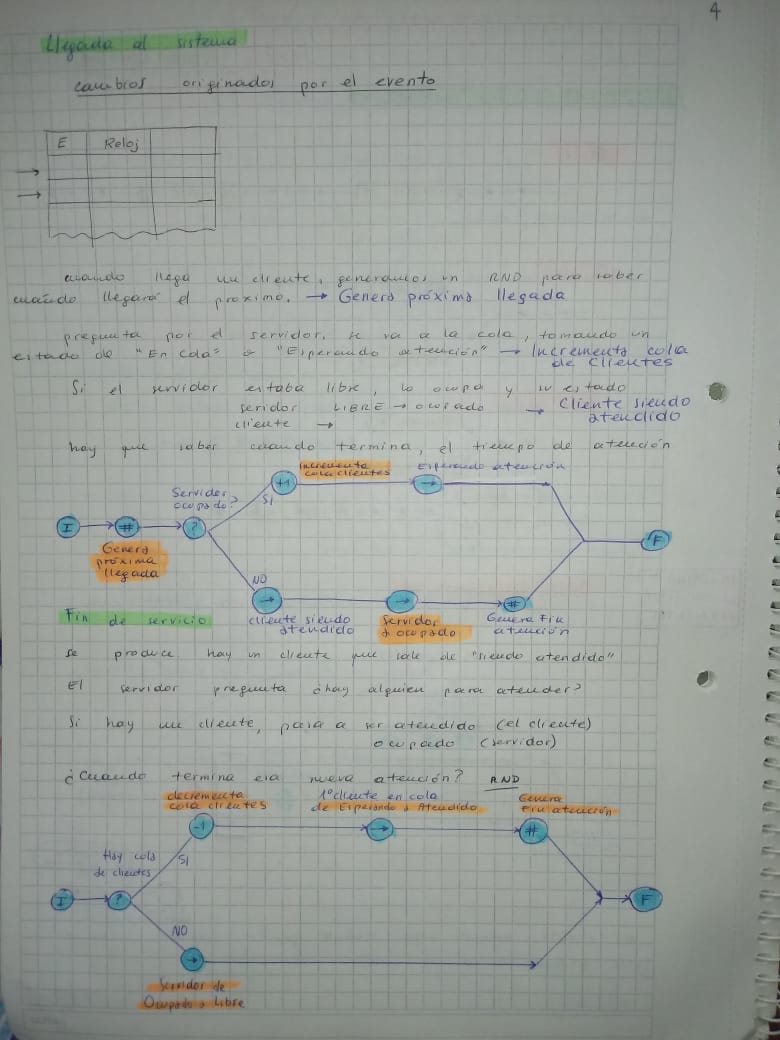 4
Llegada al sistema
cambios originados por el evento
E Reloj
cuando llega un cliente, generamos un RND para saber
cuándo llegará el proximo. → Genero próxima llegada
pregunta por el servidor, se va a la cola, tomando un
estado de "En Cola" o "Esperando atención" → Incremento cola
de clientes
Si el servidor estaba libre, lo ocupa y su estado
seridor LIBRE → ocupado → Cliente siendo
atendido
cliente →
hay que saber cuando termina, el tiempo de atención
Incrementa
cola clientes
Esperando atención
Servidor
ocupado?
SI
+1
→
I
#
?
F
Genero
próxima
llegada
NO
→
→
#
Cliente siendo
atendido
Servidor
a ocupado
Genera Fin
atención
Fin de servicio
se produce hay un cliente que sale de "siendo atendido"
El servidor pregunta ¿hay alguien para atender?
Si hay un cliente, pasa a ser atendido (el cliente)
ocupado (servidor)
¿Cuando termina esa nueva atención? RND
decrementa
cola clientes
1° cliente en cola
de Esperando a Atendido
Genera
Fin atención
-1
→
#
Hay cola
de clientes
SI
I
?
F
NO
→
Servidor de
Ocupado a Libre